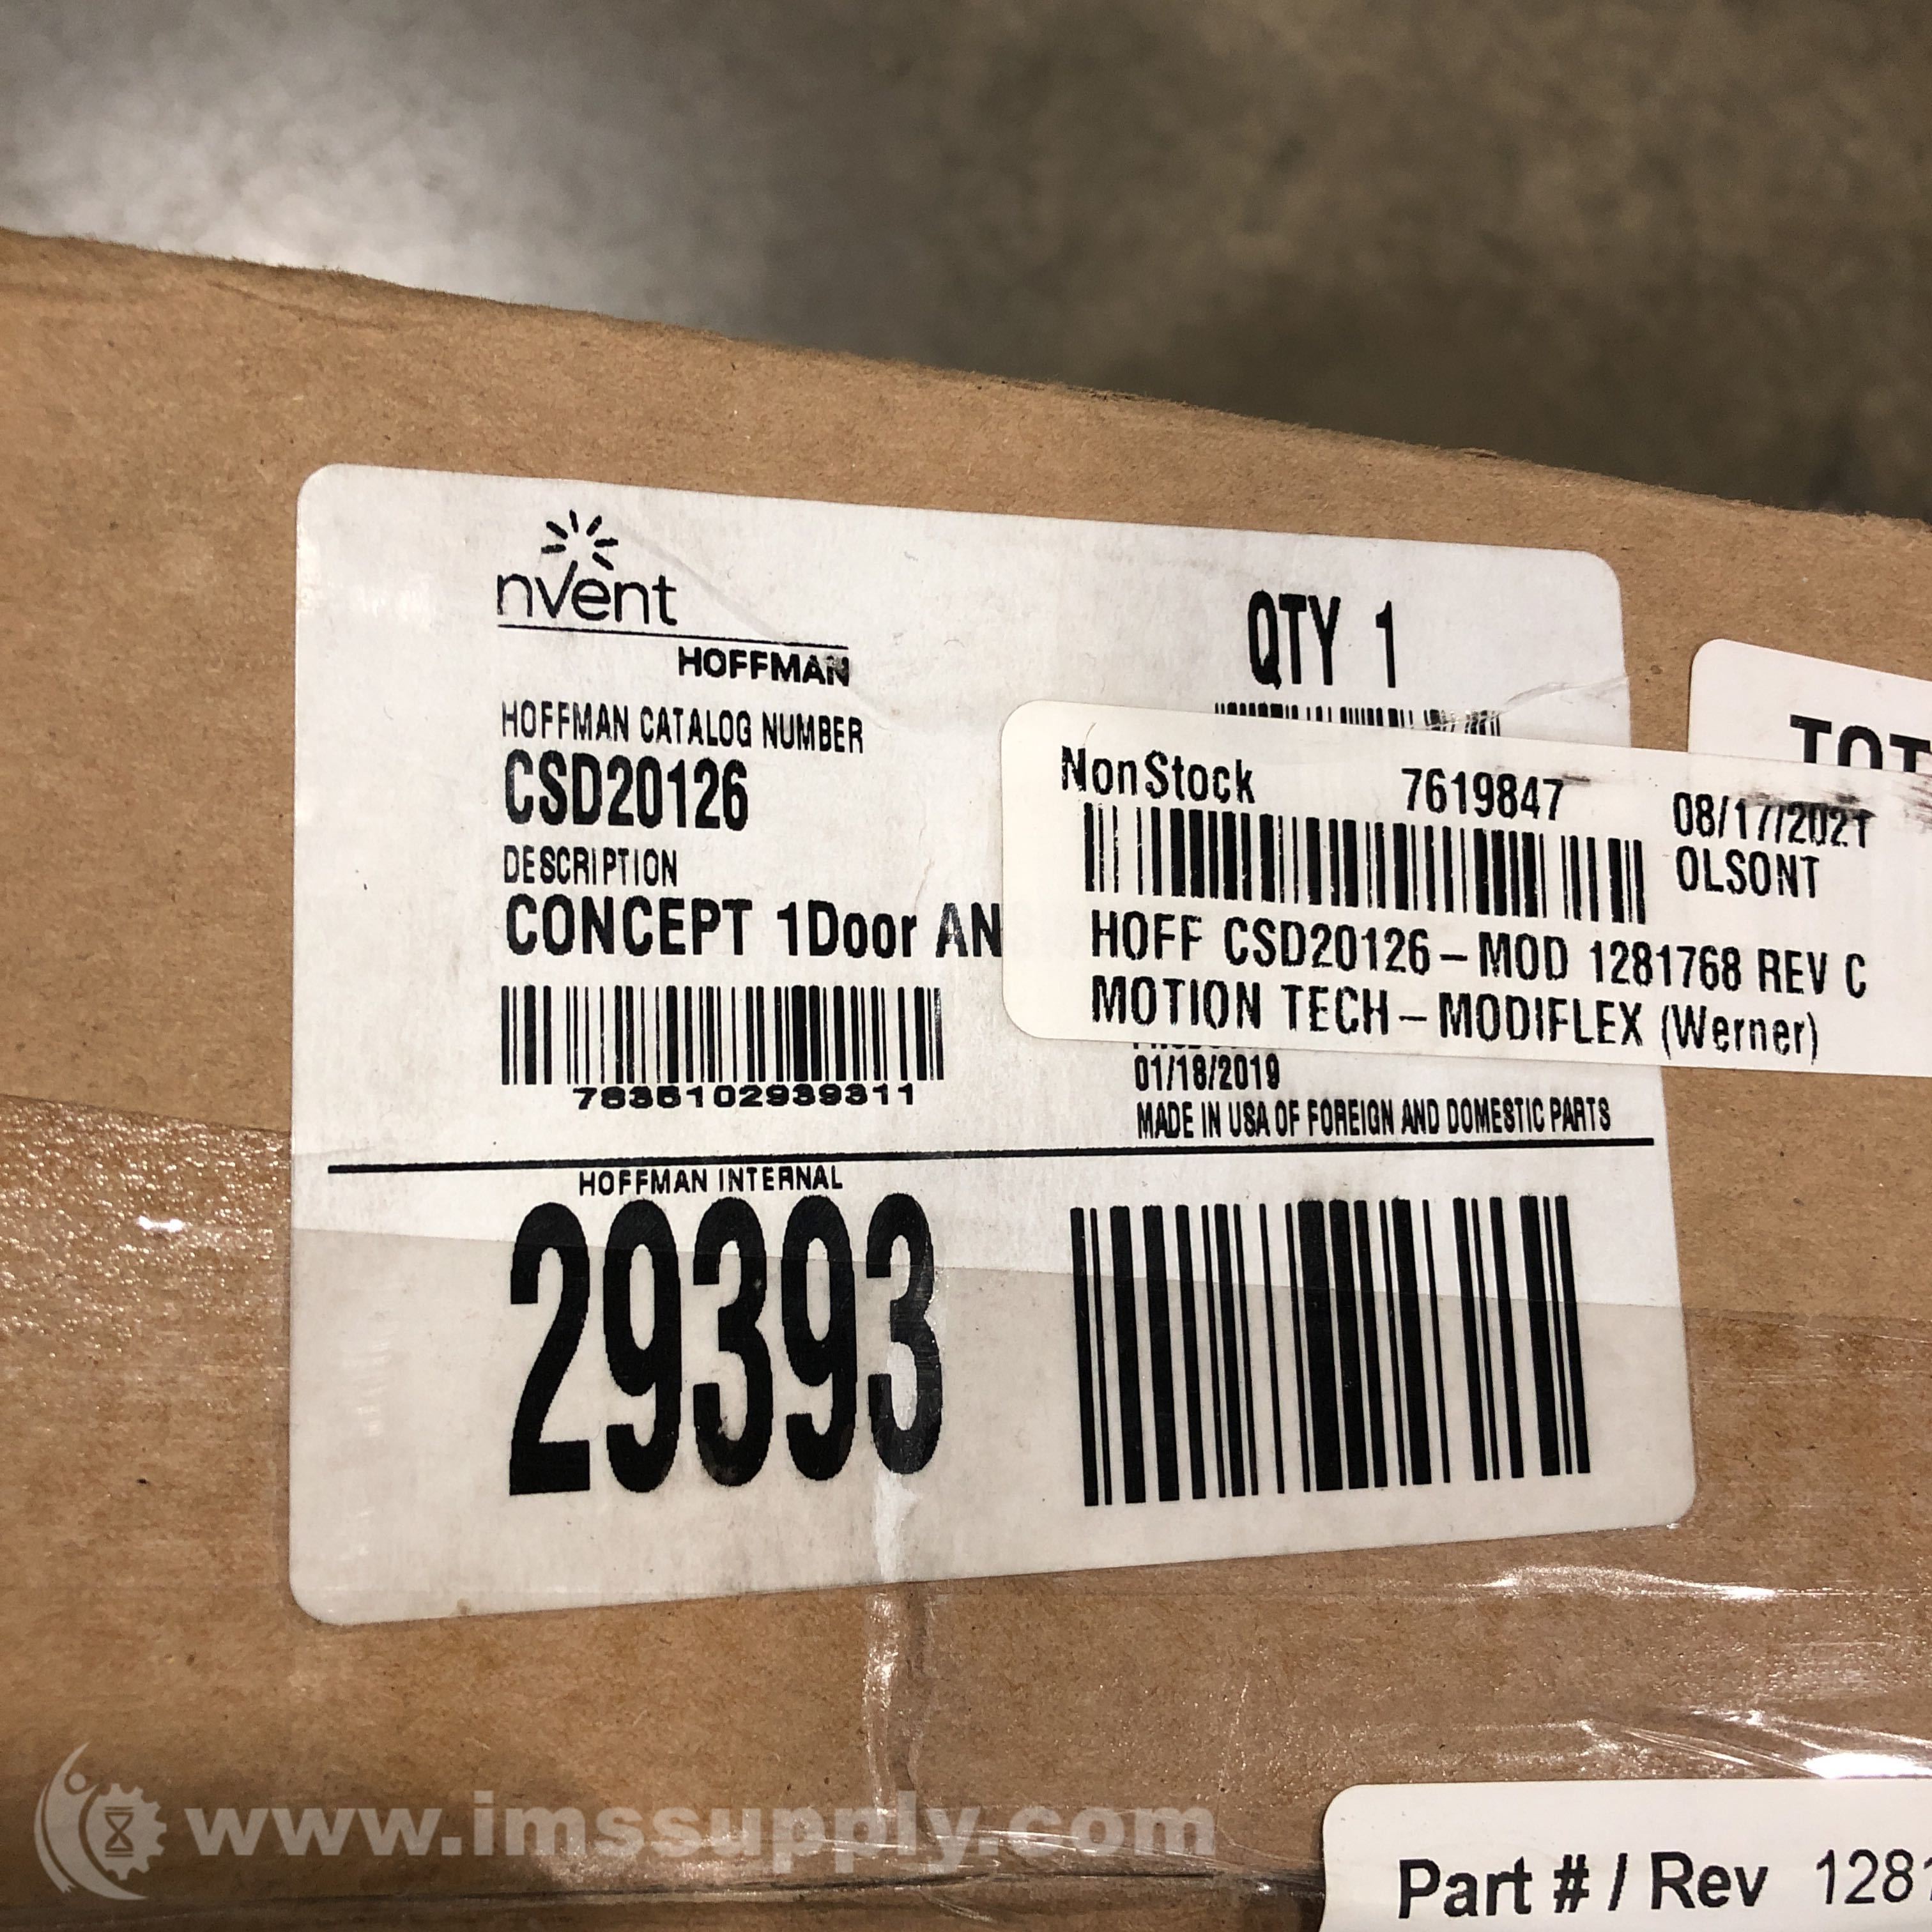 nVent
HOFFMAN
QTY 1
HOFFMAN CATALOG NUMBER
CSD20126
DESCRIPTION
CONCEPT 1Door AN
7835102939311
NonStock 7619847 08/17/2021
OLSONT
HOFF CSD20126-MOD 1281768 REV C
MOTION TECH-MODIFLEX (Werner)
01/18/2019
MADE IN USA OF FOREIGN AND DOMESTIC PARTS
HOFFMAN INTERNAL
29393
TOT
Part # / Rev 1281
www.imssupply.com